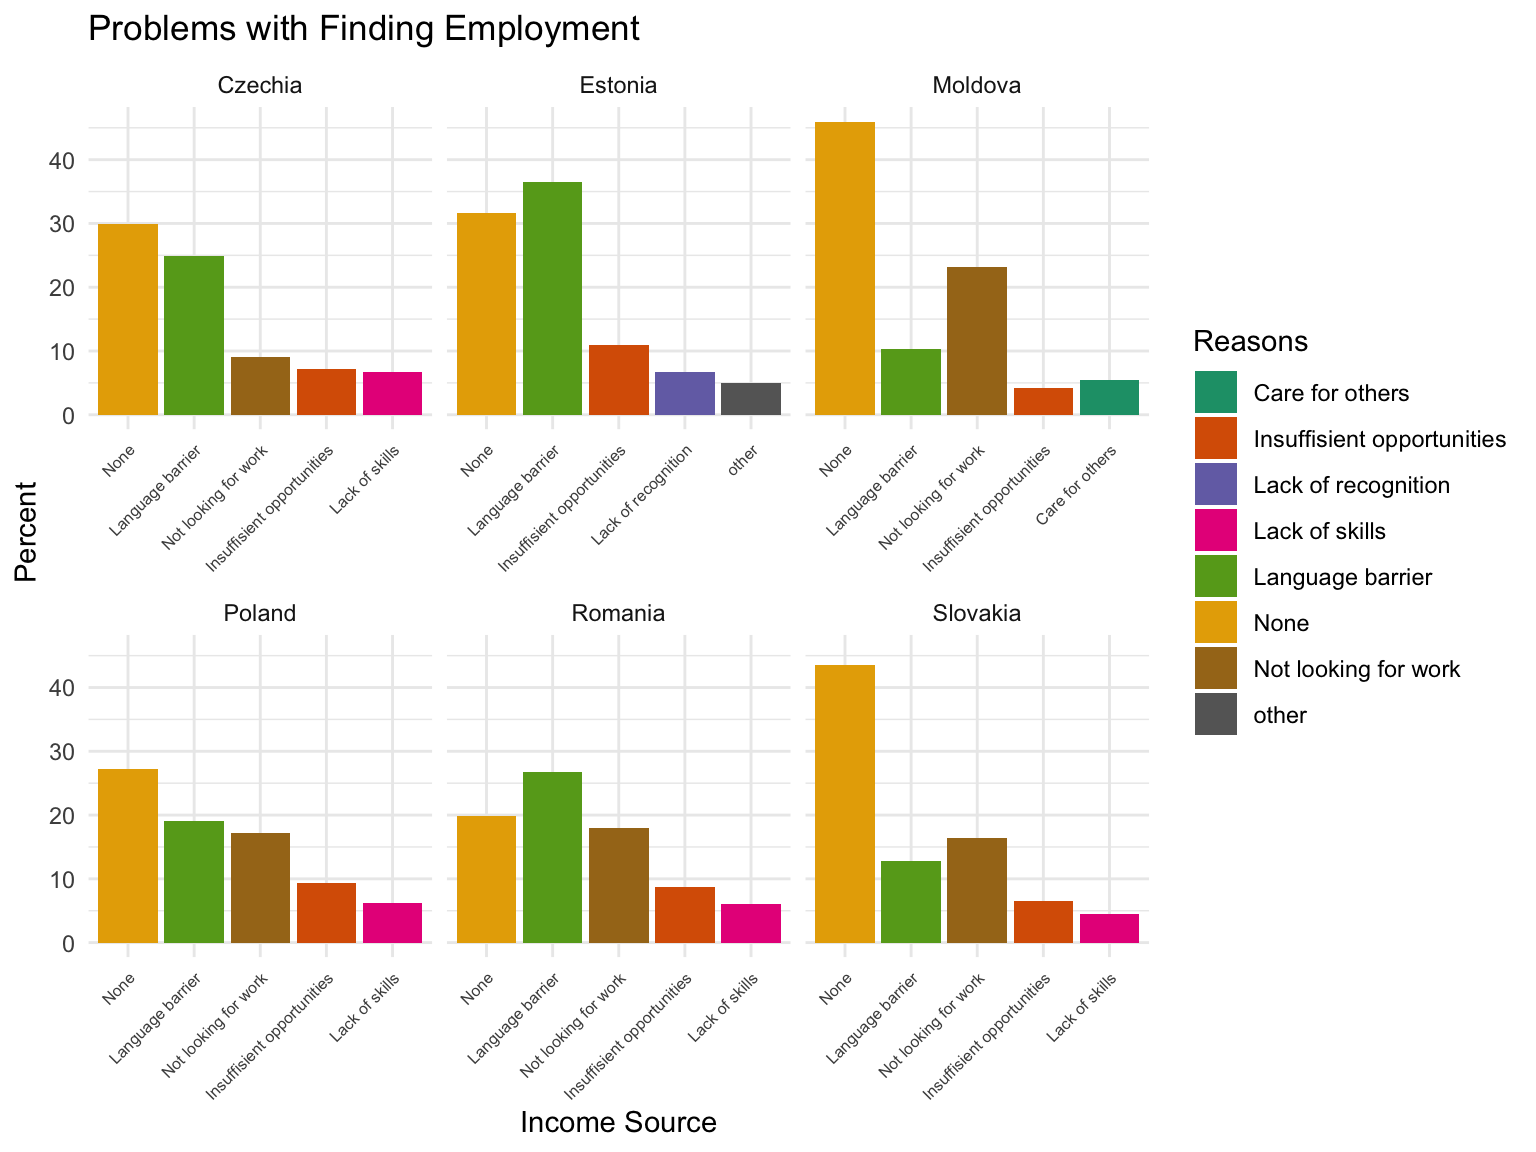 Problems with Finding Employment
Czechia
Estonia
Moldova
40
30
20
10
0
None
Language barrier
Not looking for work
Insuffisient opportunities
Lack of skills
None
Language barrier
Insuffisient opportunities
Lack of recognition
other
None
Language barrier
Not looking for work
Insuffisient opportunities
Care for others
Percent
Poland
Romania
Slovakia
40
30
20
10
0
None
Language barrier
Not looking for work
Insuffisient opportunities
Lack of skills
None
Language barrier
Not looking for work
Insuffisient opportunities
Lack of skills
None
Language barrier
Not looking for work
Insuffisient opportunities
Lack of skills
Income Source
Reasons
Care for others
Insuffisient opportunities
Lack of recognition
Lack of skills
Language barrier
None
Not looking for work
other